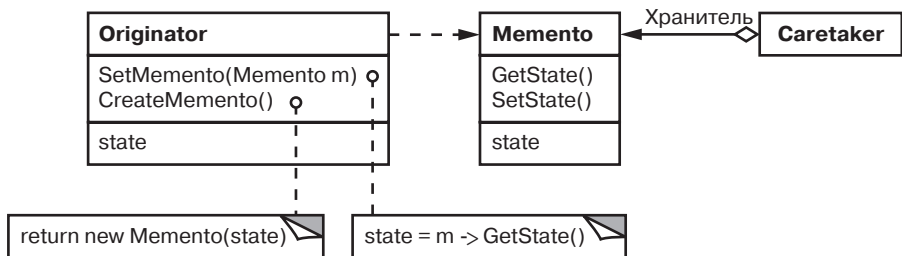 Originator
SetMemento(Memento m)
CreateMemento()
state
Memento
GetState()
SetState()
state
Хранитель
Caretaker
return new Memento(state)
state = m -> GetState()